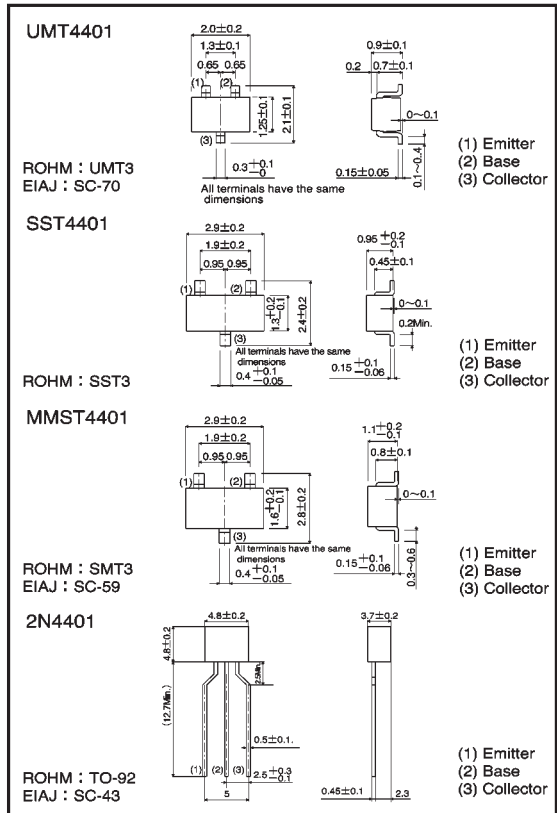 UMT4401
2.0±0.2
1.3±0.1
0.65 0.65
(1) (2)
(3)
1.25±0.1
2.1±0.1
0.3 +0.1 −0
All terminals have the same
dimensions
0.9±0.1
0.2 0.7±0.1
0~0.1
0.15±0.05
0.1~0.4
(1) Emitter
(2) Base
(3) Collector
ROHM : UMT3
EIAJ : SC-70
SST4401
2.9±0.2
1.9±0.2
0.95 0.95
(1) (2)
(3)
1.3 +0.2 −0.1
2.4±0.2
All terminals have the same
dimensions
0.4 +0.1 −0.05
0.95 +0.2 −0.1
0.45±0.1
0~0.1
0.2Min.
0.15 +0.1 −0.06
(1) Emitter
(2) Base
(3) Collector
ROHM : SST3
MMST4401
2.9±0.2
1.9±0.2
0.95 0.95
(1) (2)
(3)
1.6 +0.2 −0.1
2.8±0.2
All terminals have the same
dimensions
0.4 +0.1 −0.05
1.1 +0.2 −0.1
0.8±0.1
0~0.1
0.15 +0.1 −0.06
0.3~0.6
(1) Emitter
(2) Base
(3) Collector
ROHM : SMT3
EIAJ : SC-59
2N4401
4.8±0.2
4.8±0.2
(12.7Min.)
2.5Min.
0.5±0.1.
(1) (2) (3)
2.5 +0.3 −0.1
5
3.7±0.2
0.45±0.1
2.3
(1) Emitter
(2) Base
(3) Collector
ROHM : TO-92
EIAJ : SC-43